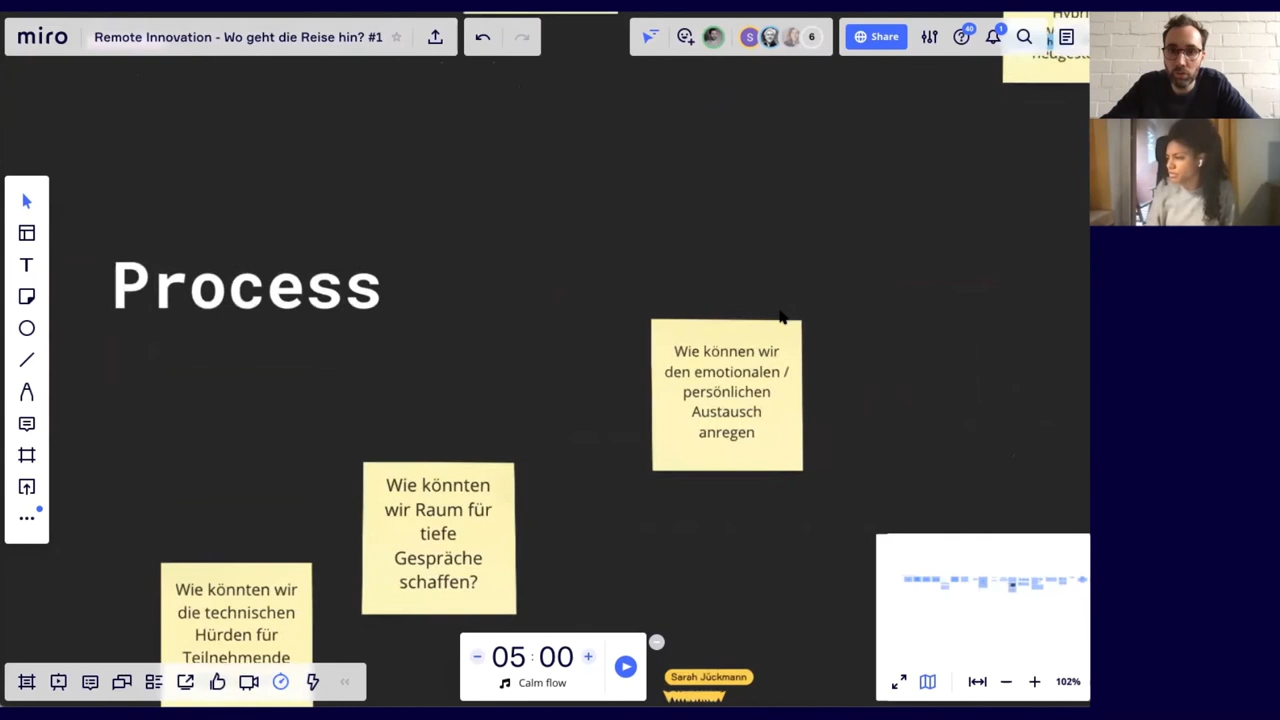 miro
Remote Innovation - Wo geht die Reise hin? #1
S
6
Share
40
1
Process
Wie können wir
den emotionalen /
persönlichen
Austausch
anregen
Wie könnten
wir Raum für
tiefe
Gespräche
schaffen?
Wie könnten wir
die technischen
Hürden für
Teilnehmende
05 : 00
Calm flow
Sarah Jückmann
102%